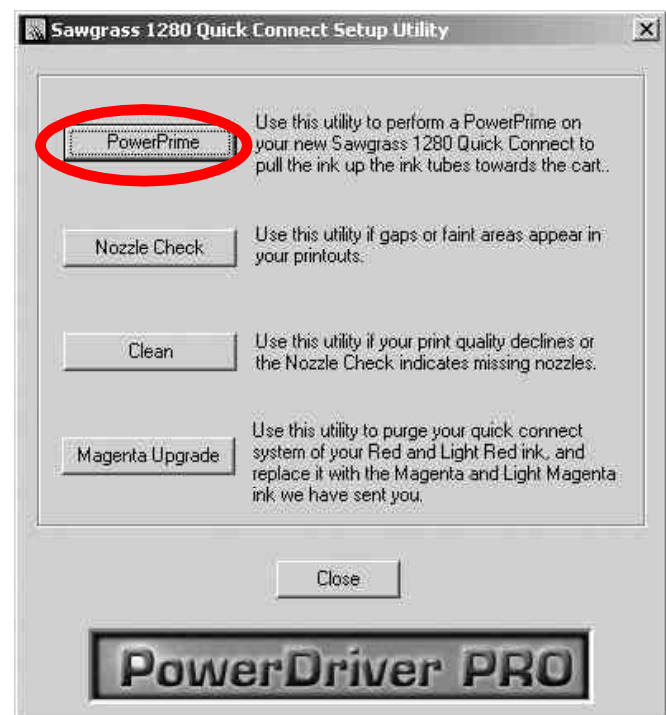 Sawgrass 1280 Quick Connect Setup Utility
PowerPrime
Use this utility to perform a PowerPrime on
your new Sawgrass 1280 Quick Connect to
pull the ink up the ink tubes towards the cart..
Nozzle Check
Use this utility if gaps or faint areas appear in
your printouts.
Clean
Use this utility if your print quality declines or
the Nozzle Check indicates missing nozzles.
Magenta Upgrade
Use this utility to purge your quick connect
system of your Red and Light Red ink, and
replace it with the Magenta and Light Magenta
ink we have sent you.
Close
PowerDriver PRO